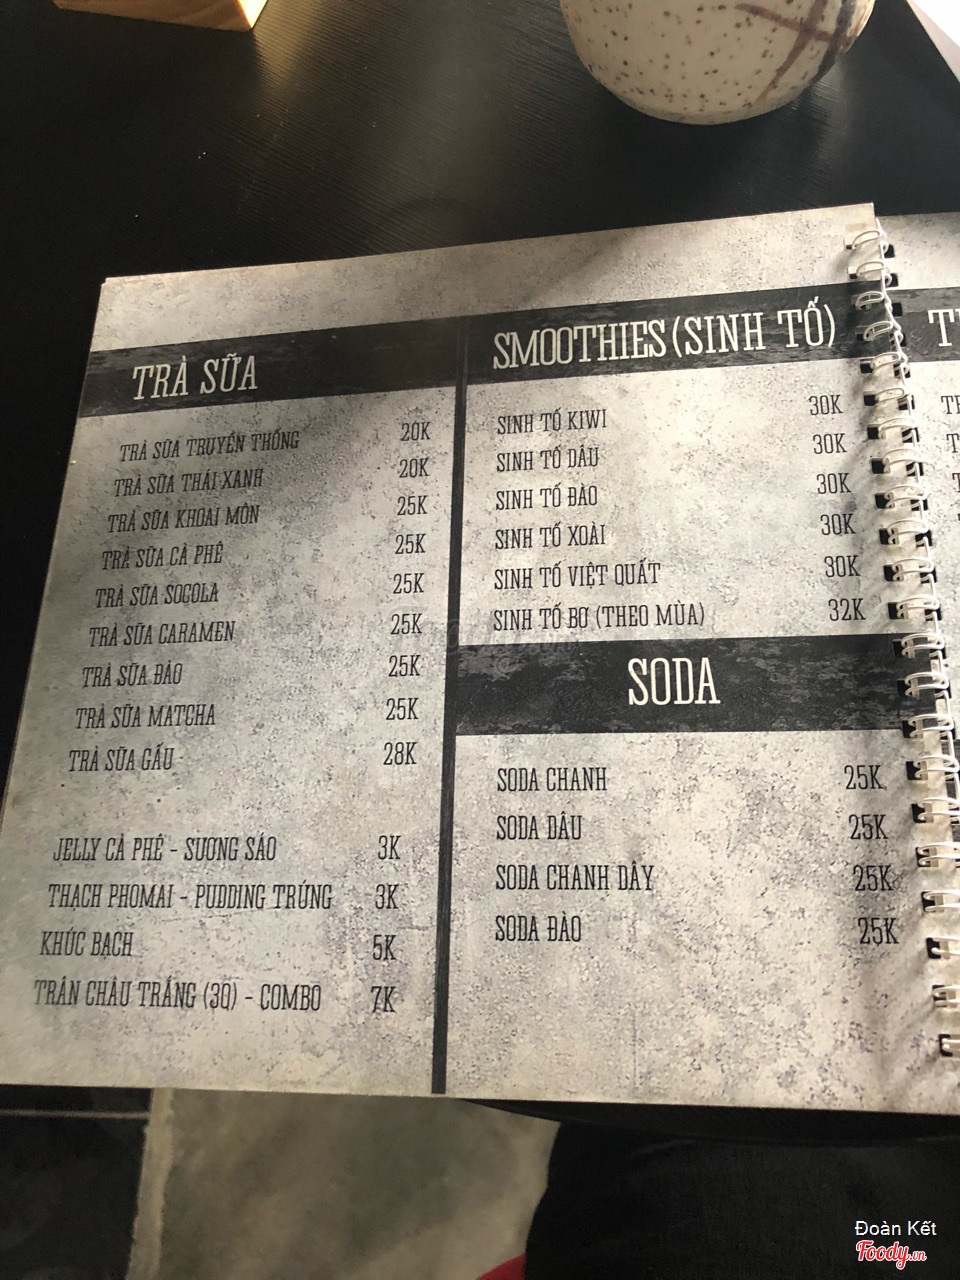 TRÀ SỮA
TRÀ SỮA TRUYỀN THỐNG 20K
TRÀ SỮA THÁI XANH 20K
TRÀ SỮA KHOAI MÔN 25K
TRÀ SỮA CÀ PHÊ 25K
TRÀ SỮA SOCOLA 25K
TRÀ SỮA CARAMEN 25K
TRÀ SỮA ĐÀO 25K
TRÀ SỮA MATCHA 25K
TRÀ SỮA GẤU 28K
JELLY CÀ PHÊ - SƯƠNG SÁO 3K
THẠCH PHOMAI - PUDDING TRỨNG 3K
KHÚC BẠCH 5K
TRÂN CHÂU TRẮNG (3Q) - COMBO 7K
SMOOTHIES (SINH TỐ)
SINH TỐ KIWI 30K
SINH TỐ DÂU 30K
SINH TỐ ĐÀO 30K
SINH TỐ XOÀI 30K
SINH TỐ VIỆT QUẤT 30K
SINH TỐ BƠ (THEO MÙA) 32K
SODA
SODA CHANH 25K
SODA DÂU 25K
SODA CHANH DÂY 25K
SODA ĐÀO 25K
Đoàn Kết
Foody.vn